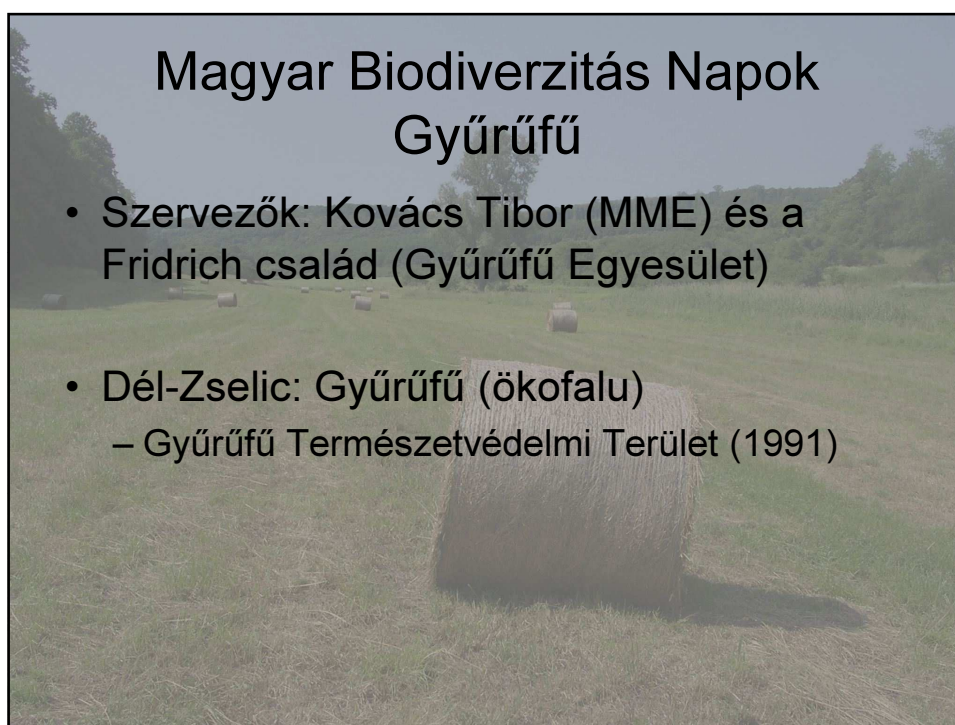 Magyar Biodiverzitás Napok
Gyűrűfű
• Szervezők: Kovács Tibor (MME) és a
Fridrich család (Gyűrűfű Egyesület)
• Dél-Zselic: Gyűrűfű (ökofalu)
– Gyűrűfű Természetvédelmi Terület (1991)